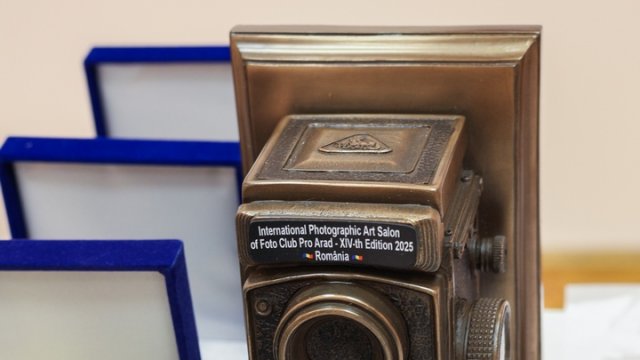 International Photographic Art Salon
of Foto Club Pro Arad - XIV-th Edition 2025
România